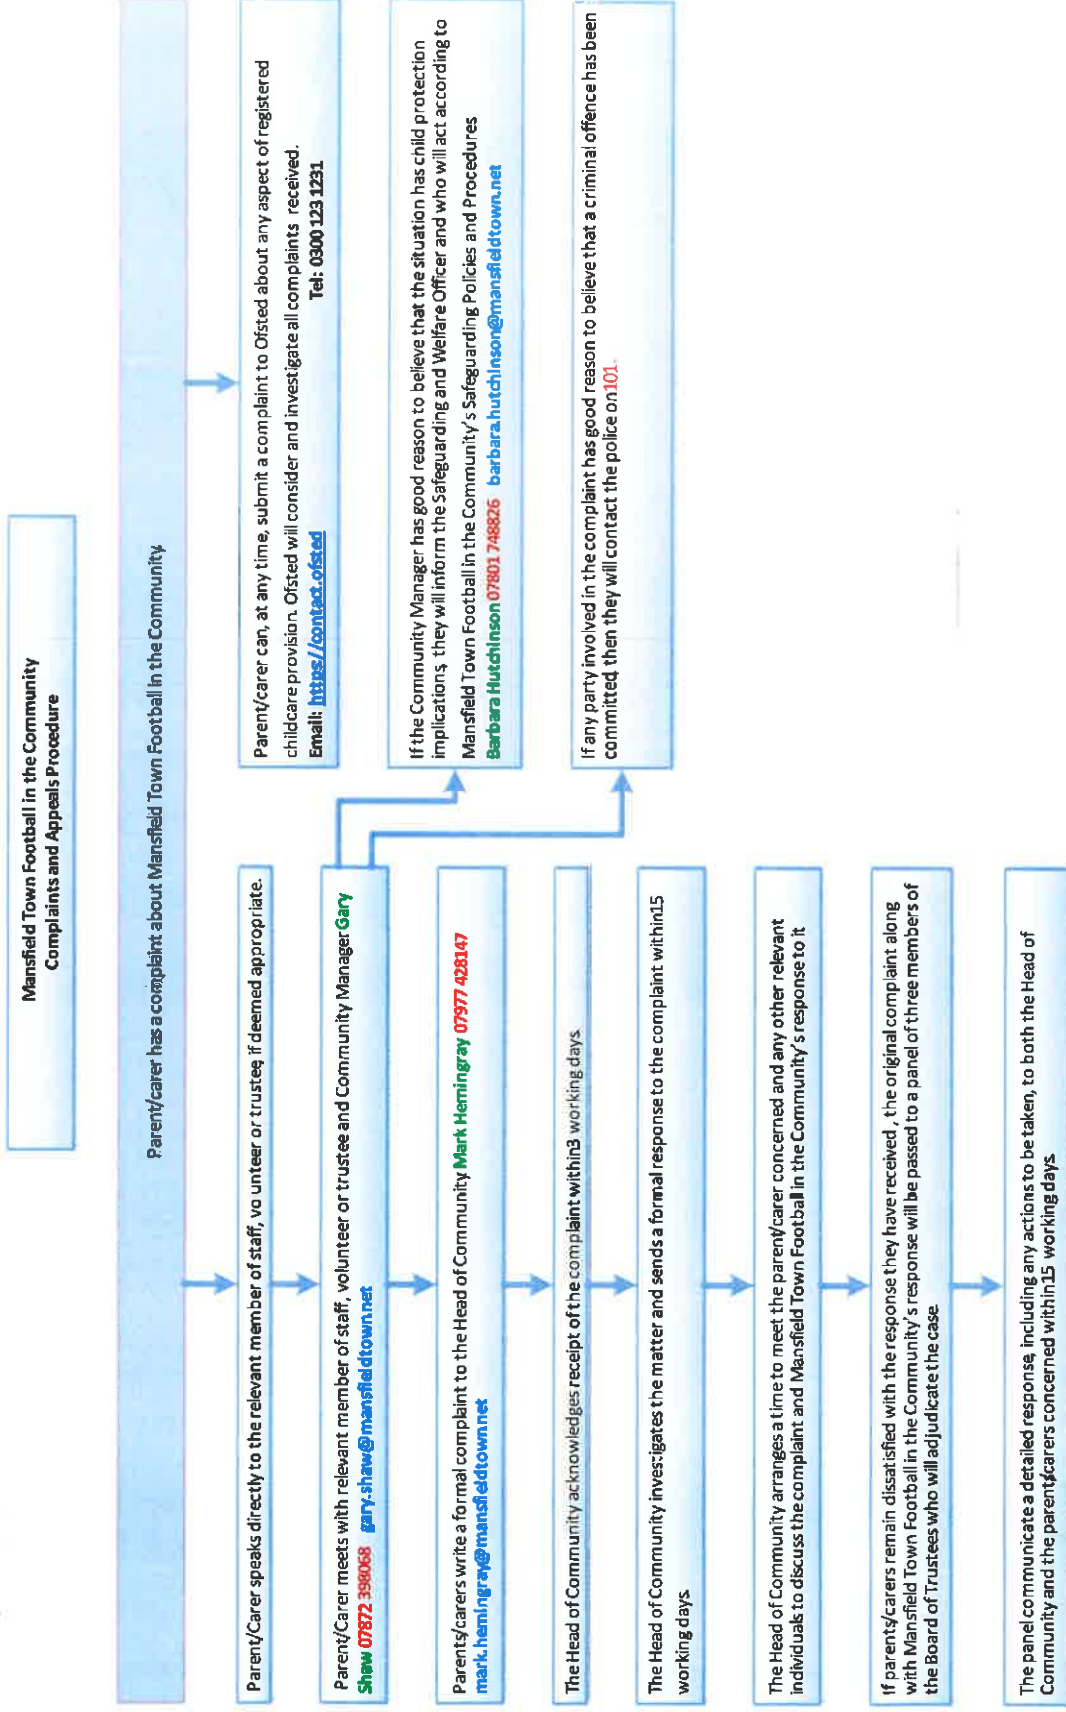 Mansfield Town Football in the Community
Complaints and Appeals Procedure
Parent/carer has a complaint about Mansfield Town Football in the Community
Parent/Carer speaks directly to the relevant member of staff, vo unteer or trustee, if deemed appropriate.
Parent/Carer meets with relevant member of staff, volunteer or trustee and Community Manager Gary
Shaw 07872 398068 gary.shaw@mansfieldtown.net
Parents/carers write a formal complaint to the Head of Community Mark Hemingray 07977 428147
mark.hemingray@mansfieldtown.net
The Head of Community acknowledges receipt of the complaint within 3 working days.
The Head of Community investigates the matter and sends a formal response to the complaint within 15
working days.
The Head of Community arranges a time to meet the parent/carer concerned and any other relevant
individuals to discuss the complaint and Mansfield Town Football in the Community's response to it
If parents/carers remain dissatisfied with the response they have received , the original complaint along
with Mansfield Town Football in the Community's response will be passed to a panel of three members of
the Board of Trustees who will adjudicate the case.
The panel communicate a detailed response, including any actions to be taken, to both the Head of
Community and the parent/carers concerned within 15 working days.
Parent/carer can, at any time, submit a complaint to Ofsted about any aspect of registered
childcare provision. Ofsted will consider and investigate all complaints received.
Email: https://contact.ofsted Tel: 0300 123 1231
If the Community Manager has good reason to believe that the situation has child protection
implications, they will inform the Safeguarding and Welfare Officer and who will act according to
Mansfield Town Football in the Community's Safeguarding Policies and Procedures
Barbara Hutchinson 07801 748826 barbara.hutchinson@mansfieldtown.net
If any party involved in the complaint has good reason to believe that a criminal offence has been
committed, then they will contact the police on 101.